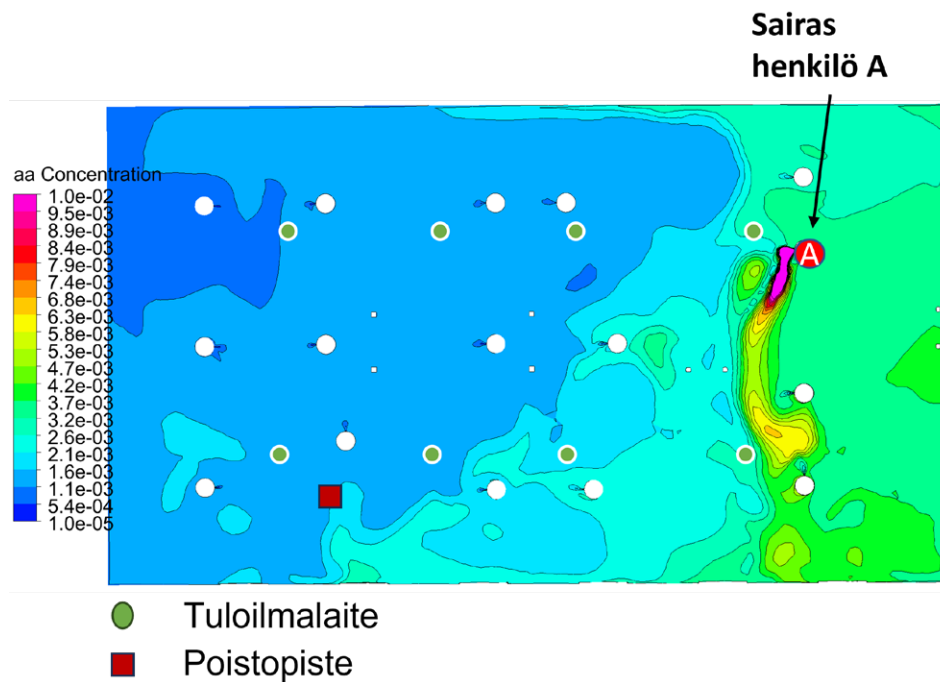 Sairas
henkilö A
aa Concentration
1.0e-02
9.5e-03
8.9e-03
8.4e-03
7.9e-03
7.4e-03
6.8e-03
6.3e-03
5.8e-03
5.3e-03
4.7e-03
4.2e-03
3.7e-03
3.2e-03
2.6e-03
2.1e-03
1.6e-03
1.1e-03
5.4e-04
1.0e-05
A
Tuloilmalaite
Poistopiste